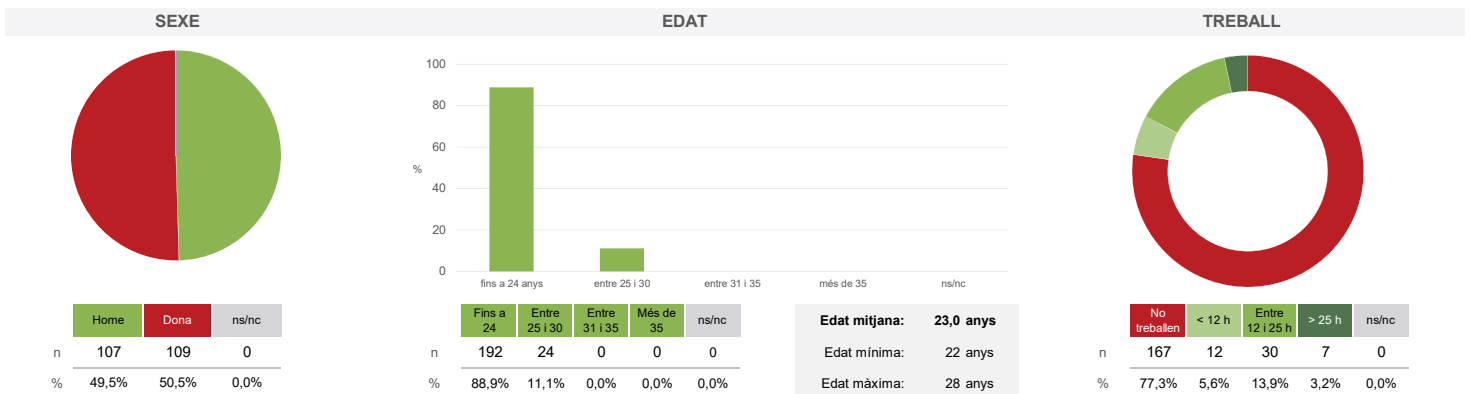 SEXE
EDAT
TREBALL
100
80
60
%
40
20
0
fins a 24 anys entre 25 i 30 entre 31 i 35 més de 35 ns/nc
Home Dona ns/nc
n 107 109 0
% 49,5% 50,5% 0,0%
Fins a 24 Entre 25 i 30 Entre 31 i 35 Més de 35 ns/nc
n 192 24 0 0 0
% 88,9% 11,1% 0,0% 0,0% 0,0%
Edat mitjana: 23,0 anys
Edat mínima: 22 anys
Edat màxima: 28 anys
No treballen < 12 h Entre 12 i 25 h > 25 h ns/nc
n 167 12 30 7 0
% 77,3% 5,6% 13,9% 3,2% 0,0%